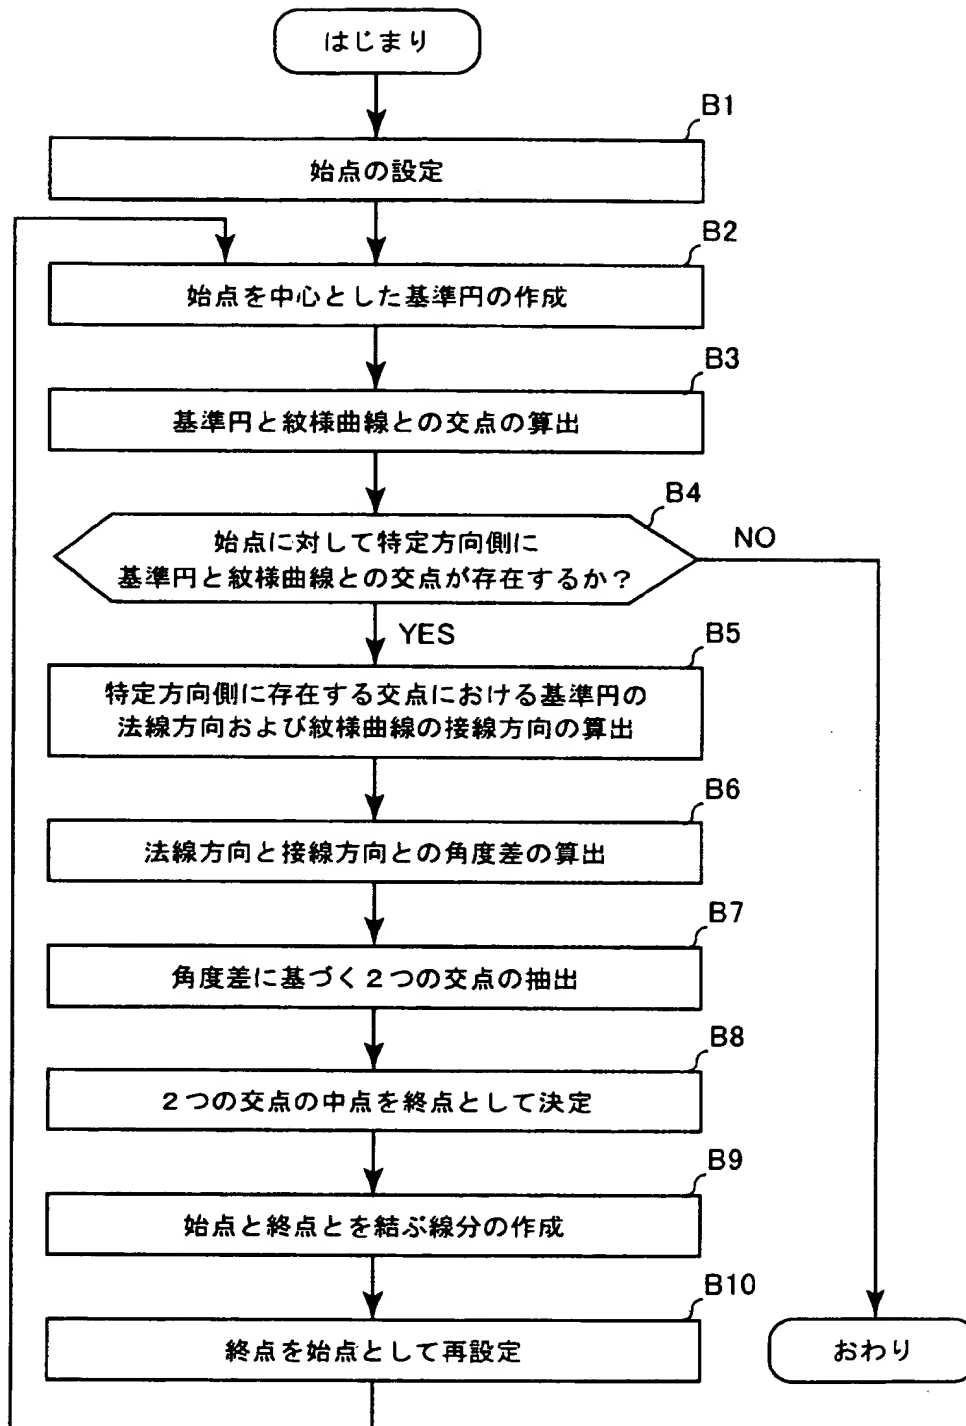 はじまり
B1
始点の設定
B2
始点を中心とした基準円の作成
B3
基準円と紋様曲線との交点の算出
B4
始点に対して特定方向側に
基準円と紋様曲線との交点が存在するか？
NO
YES
B5
特定方向側に存在する交点における基準円の
法線方向および紋様曲線の接線方向の算出
B6
法線方向と接線方向との角度差の算出
B7
角度差に基づく２つの交点の抽出
B8
２つの交点の中点を終点として決定
B9
始点と終点とを結ぶ線分の作成
B10
終点を始点として再設定
おわり